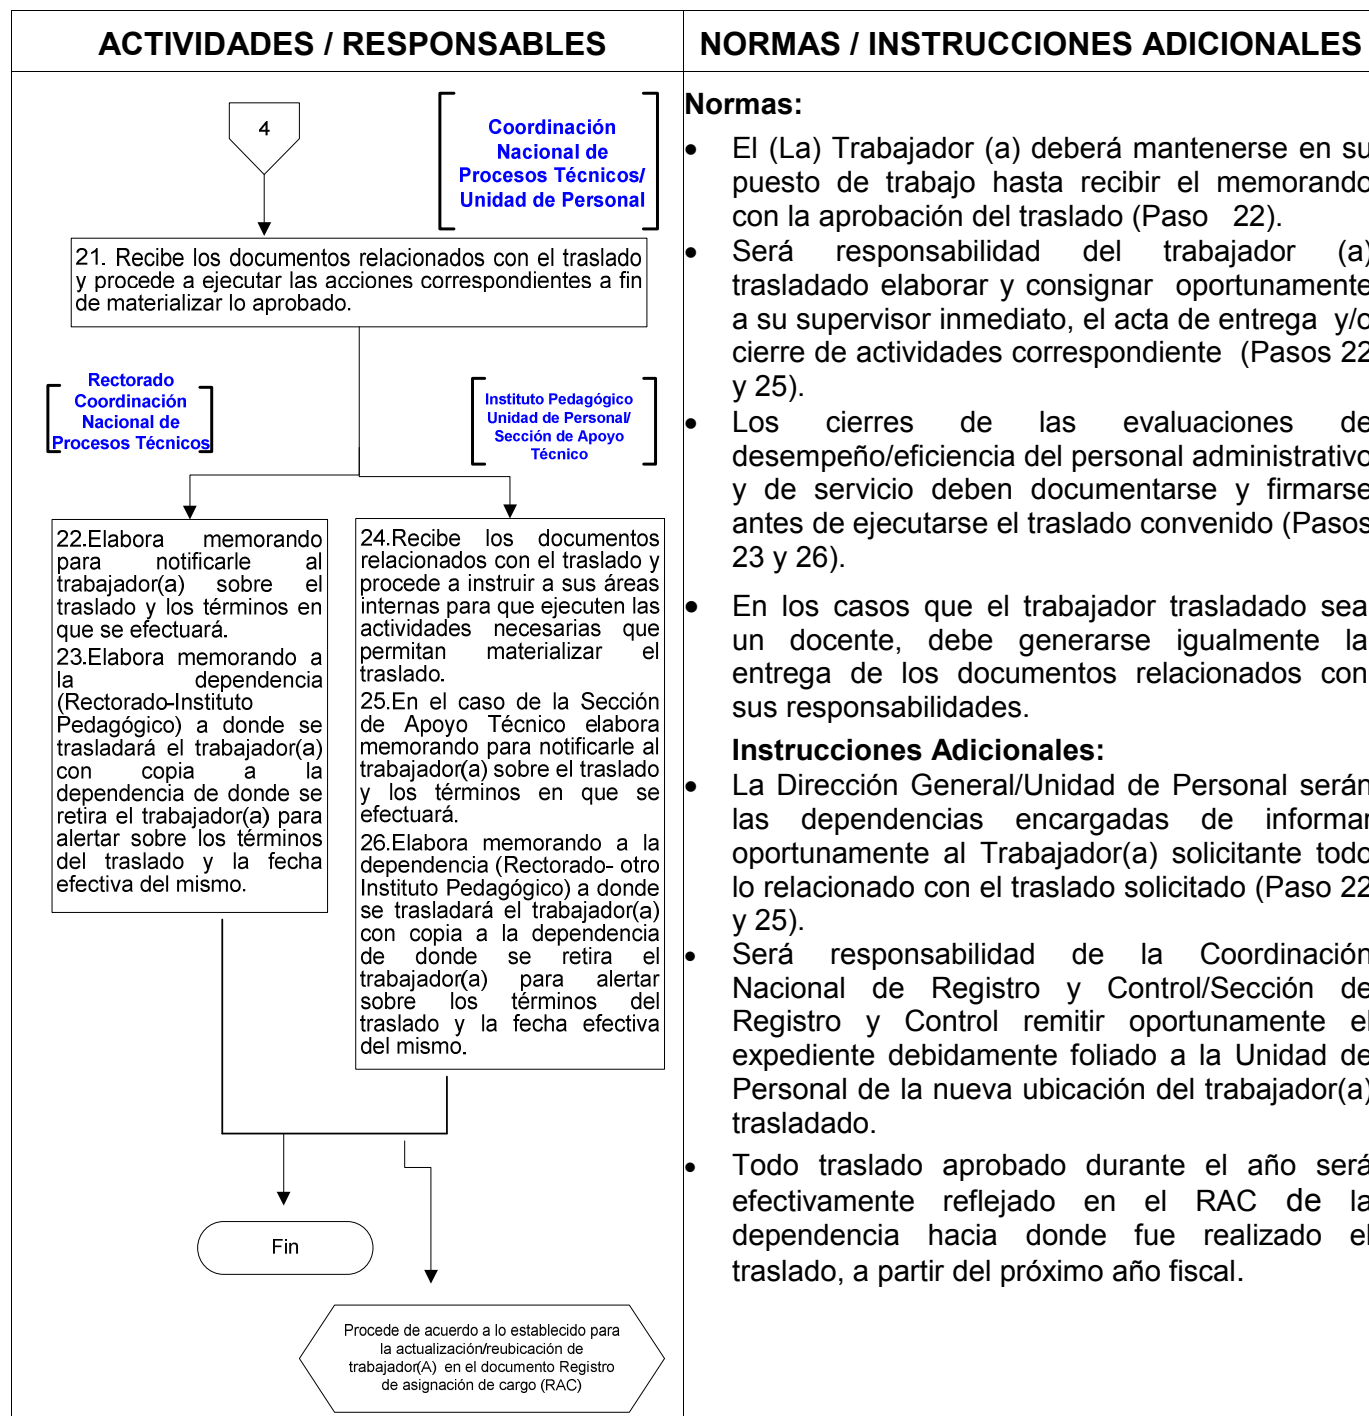 ACTIVIDADES / RESPONSABLES
NORMAS / INSTRUCCIONES ADICIONALES
4
Coordinación
Nacional de
Procesos Técnicos/
Unidad de Personal
21. Recibe los documentos relacionados con el traslado
y procede a ejecutar las acciones correspondientes a fin
de materializar lo aprobado.
Rectorado
Coordinación
Nacional de
Procesos Técnicos
Instituto Pedagógico
Unidad de Personal/
Sección de Apoyo
Técnico
22.Elabora memorando
para notificarle al
trabajador(a) sobre el
traslado y los términos en
que se efectuará.
23.Elabora memorando a
la dependencia
(Rectorado-Instituto
Pedagógico) a donde se
trasladará el trabajador(a)
con copia a la
dependencia de donde se
retira el trabajador(a) para
alertar sobre los términos
del traslado y la fecha
efectiva del mismo.
24.Recibe los documentos
relacionados con el traslado y
procede a instruir a sus áreas
internas para que ejecuten las
actividades necesarias que
permitan materializar el
traslado.
25.En el caso de la Sección
de Apoyo Técnico elabora
memorando para notificarle al
trabajador(a) sobre el traslado
y los términos en que se
efectuará.
26.Elabora memorando a la
dependencia (Rectorado- otro
Instituto Pedagógico) a donde
se trasladará el trabajador(a)
con copia a la dependencia
de donde se retira el
trabajador(a) para alertar
sobre los términos del
traslado y la fecha efectiva
del mismo.
Fin
Procede de acuerdo a lo establecido para
la actualización/reubicación de
trabajador(A) en el documento Registro
de asignación de cargo (RAC)
Normas:
• El (La) Trabajador (a) deberá mantenerse en su
puesto de trabajo hasta recibir el memorando
con la aprobación del traslado (Paso 22).
• Será responsabilidad del trabajador (a)
trasladado elaborar y consignar oportunamente
a su supervisor inmediato, el acta de entrega y/o
cierre de actividades correspondiente (Pasos 22
y 25).
• Los cierres de las evaluaciones de
desempeño/eficiencia del personal administrativo
y de servicio deben documentarse y firmarse
antes de ejecutarse el traslado convenido (Pasos
23 y 26).
• En los casos que el trabajador trasladado sea
un docente, debe generarse igualmente la
entrega de los documentos relacionados con
sus responsabilidades.
Instrucciones Adicionales:
• La Dirección General/Unidad de Personal serán
las dependencias encargadas de informar
oportunamente al Trabajador(a) solicitante todo
lo relacionado con el traslado solicitado (Paso 22
y 25).
• Será responsabilidad de la Coordinación
Nacional de Registro y Control/Sección de
Registro y Control remitir oportunamente el
expediente debidamente foliado a la Unidad de
Personal de la nueva ubicación del trabajador(a)
trasladado.
• Todo traslado aprobado durante el año será
efectivamente reflejado en el RAC de la
dependencia hacia donde fue realizado el
traslado, a partir del próximo año fiscal.